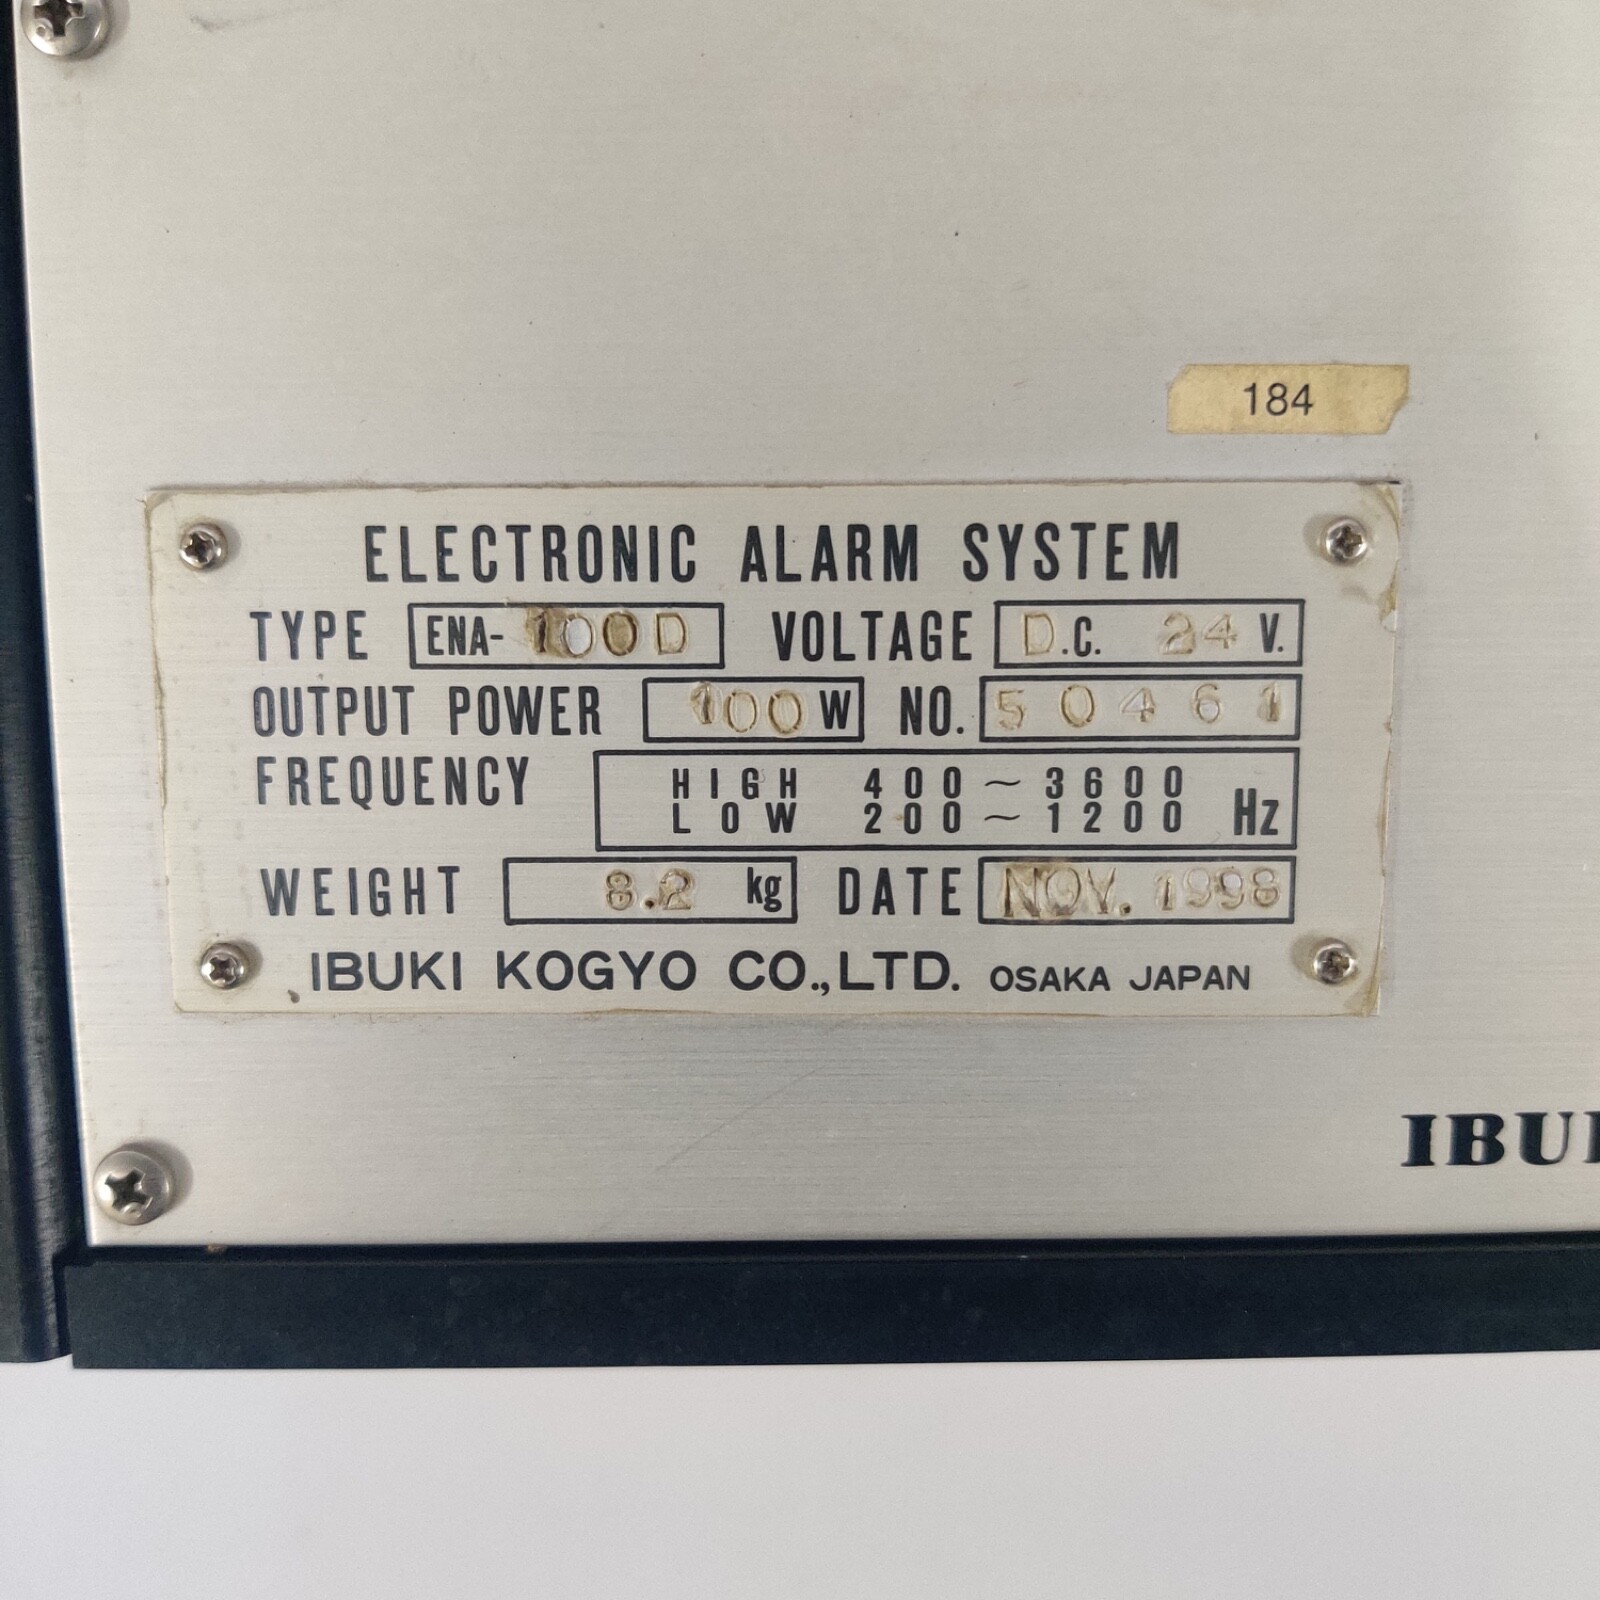 184
ELECTRONIC ALARM SYSTEM
TYPE ENA-100D VOLTAGE D.C. 24 V.
OUTPUT POWER 100 W NO. 50461
FREQUENCY HIGH 400~3600
LOW 200~1200 Hz
WEIGHT 8.2 kg DATE NOV. 1998
IBUKI KOGYO CO.,LTD. OSAKA JAPAN
IBU